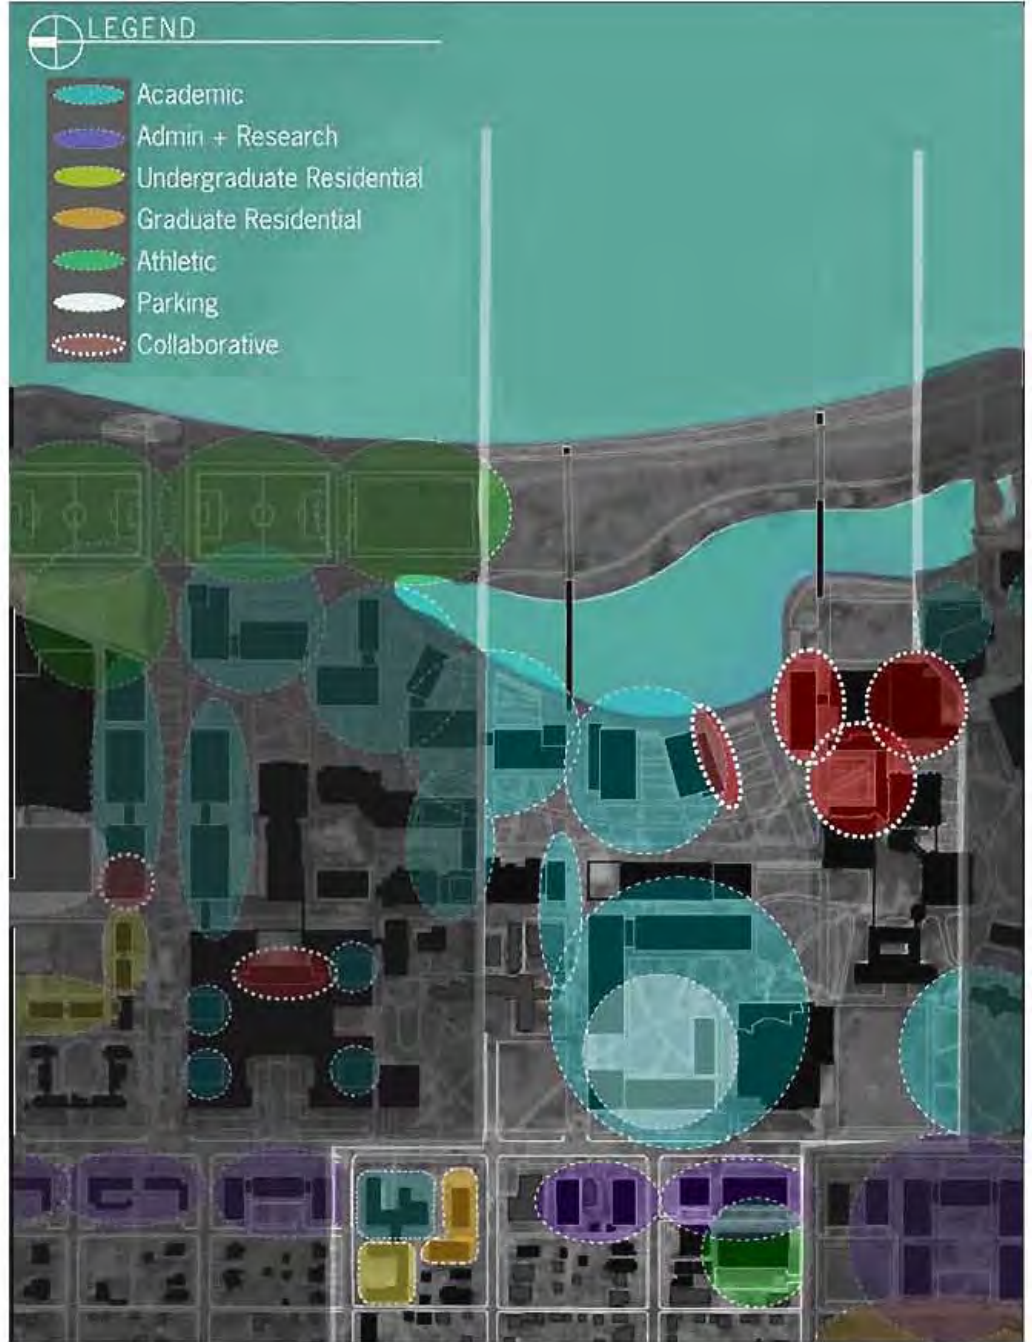 LEGEND
Academic
Admin + Research
Undergraduate Residential
Graduate Residential
Athletic
Parking
Collaborative